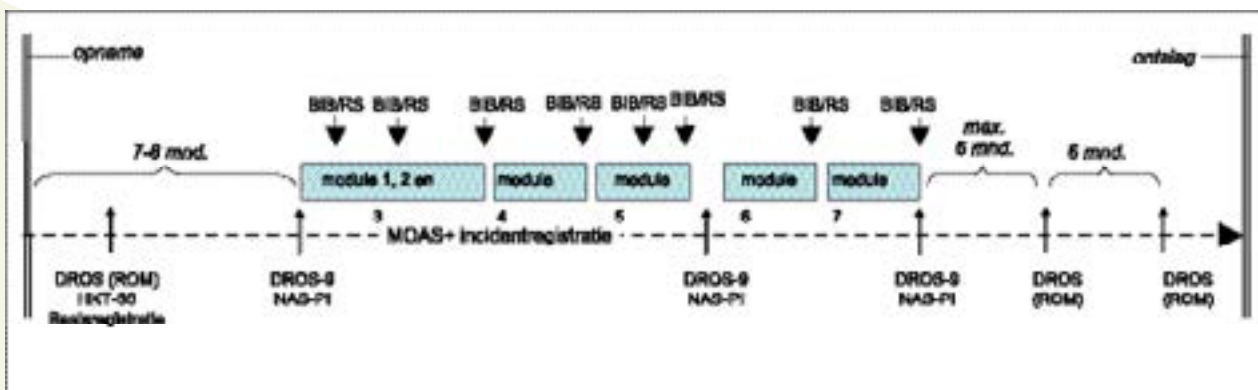 opname
ontslag
BIB/RS BIB/RS BIB/RS BIB/RS BIB/RS BIB/RS BIB/RS BIB/RS
7-8 mnd.
max.
6 mnd.
6 mnd.
module 1, 2 en
3
module
4
module
5
module
6
module
7
MOAS+ incidentregistratie
DROS (ROM)
HKT-30
Basisregistratie
DROS-9
NAS-PI
DROS-9
NAS-PI
DROS-9
NAS-PI
DROS
(ROM)
DROS
(ROM)